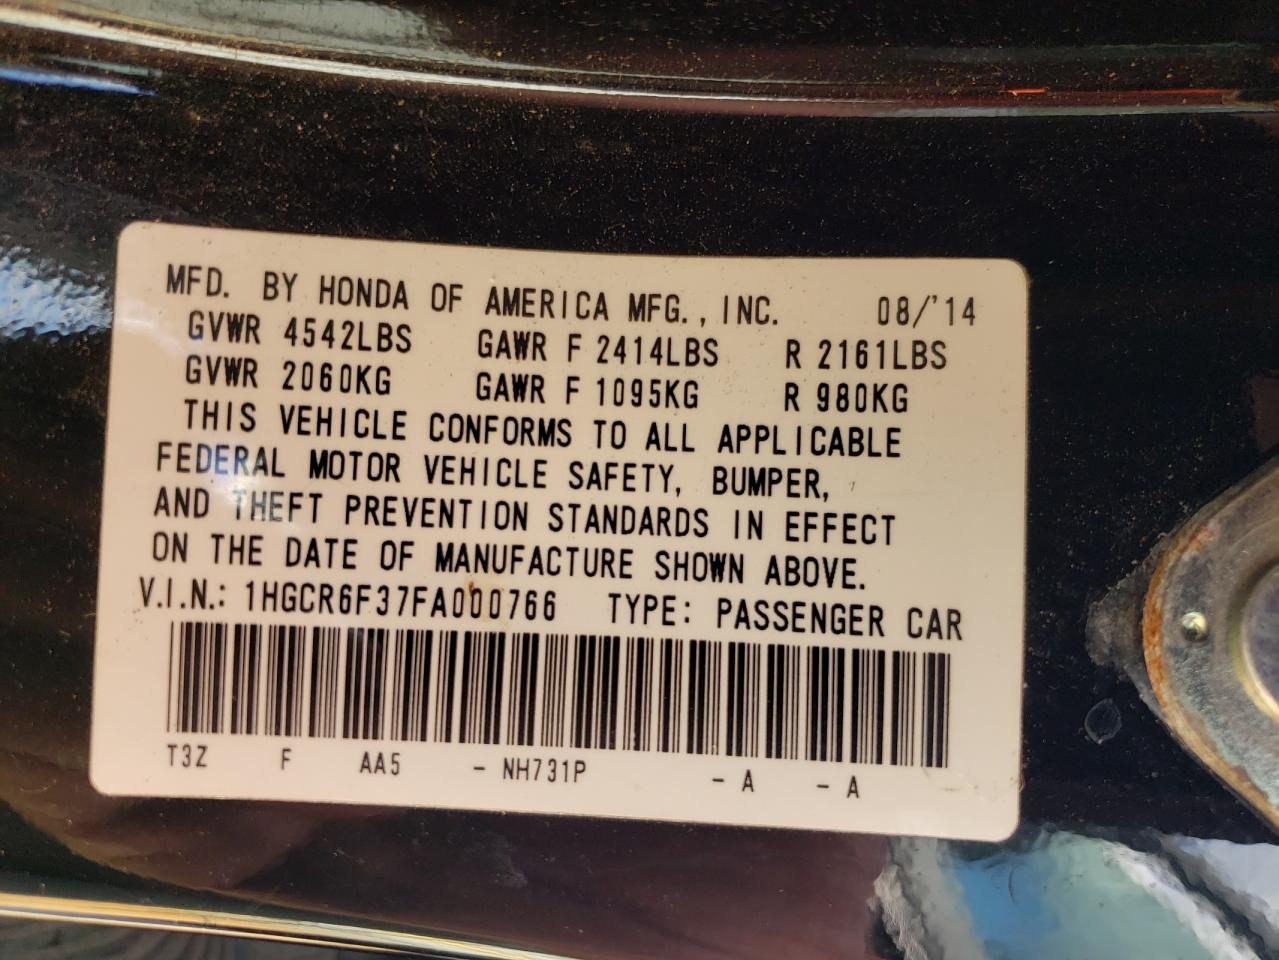 MFD. BY HONDA OF AMERICA MFG., INC. 08/'14
GVWR 4542LBS GAWR F 2414LBS R 2161LBS
GVWR 2060KG GAWR F 1095KG R 980KG
THIS VEHICLE CONFORMS TO ALL APPLICABLE
FEDERAL MOTOR VEHICLE SAFETY, BUMPER,
AND THEFT PREVENTION STANDARDS IN EFFECT
ON THE DATE OF MANUFACTURE SHOWN ABOVE.
V.I.N.: 1HGCR6F37FA000766 TYPE: PASSENGER CAR
T3Z F AA5 - NH731P - A - A